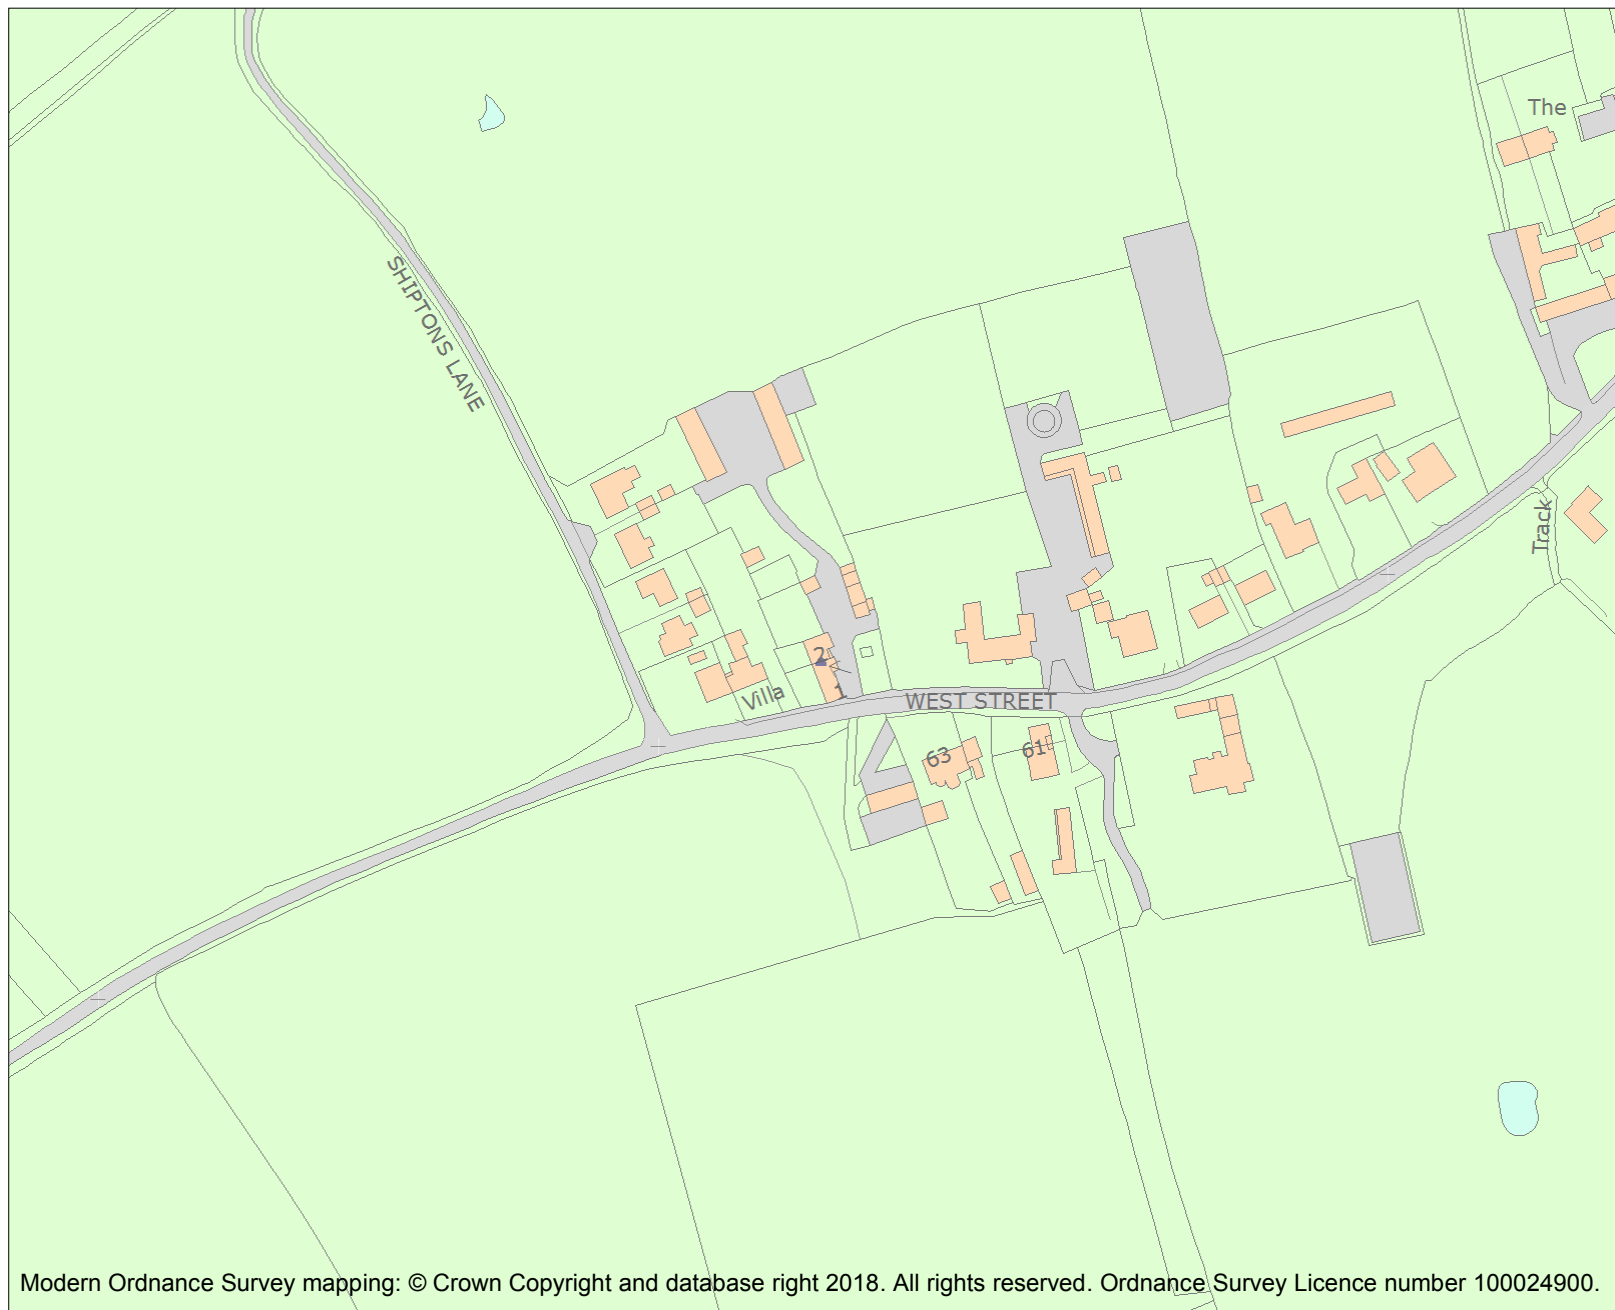 The
SHIPTONS LANE
Track
2
1
Villa
WEST STREET
63
61
Modern Ordnance Survey mapping: © Crown Copyright and database right 2018. All rights reserved. Ordnance Survey Licence number 100024900.